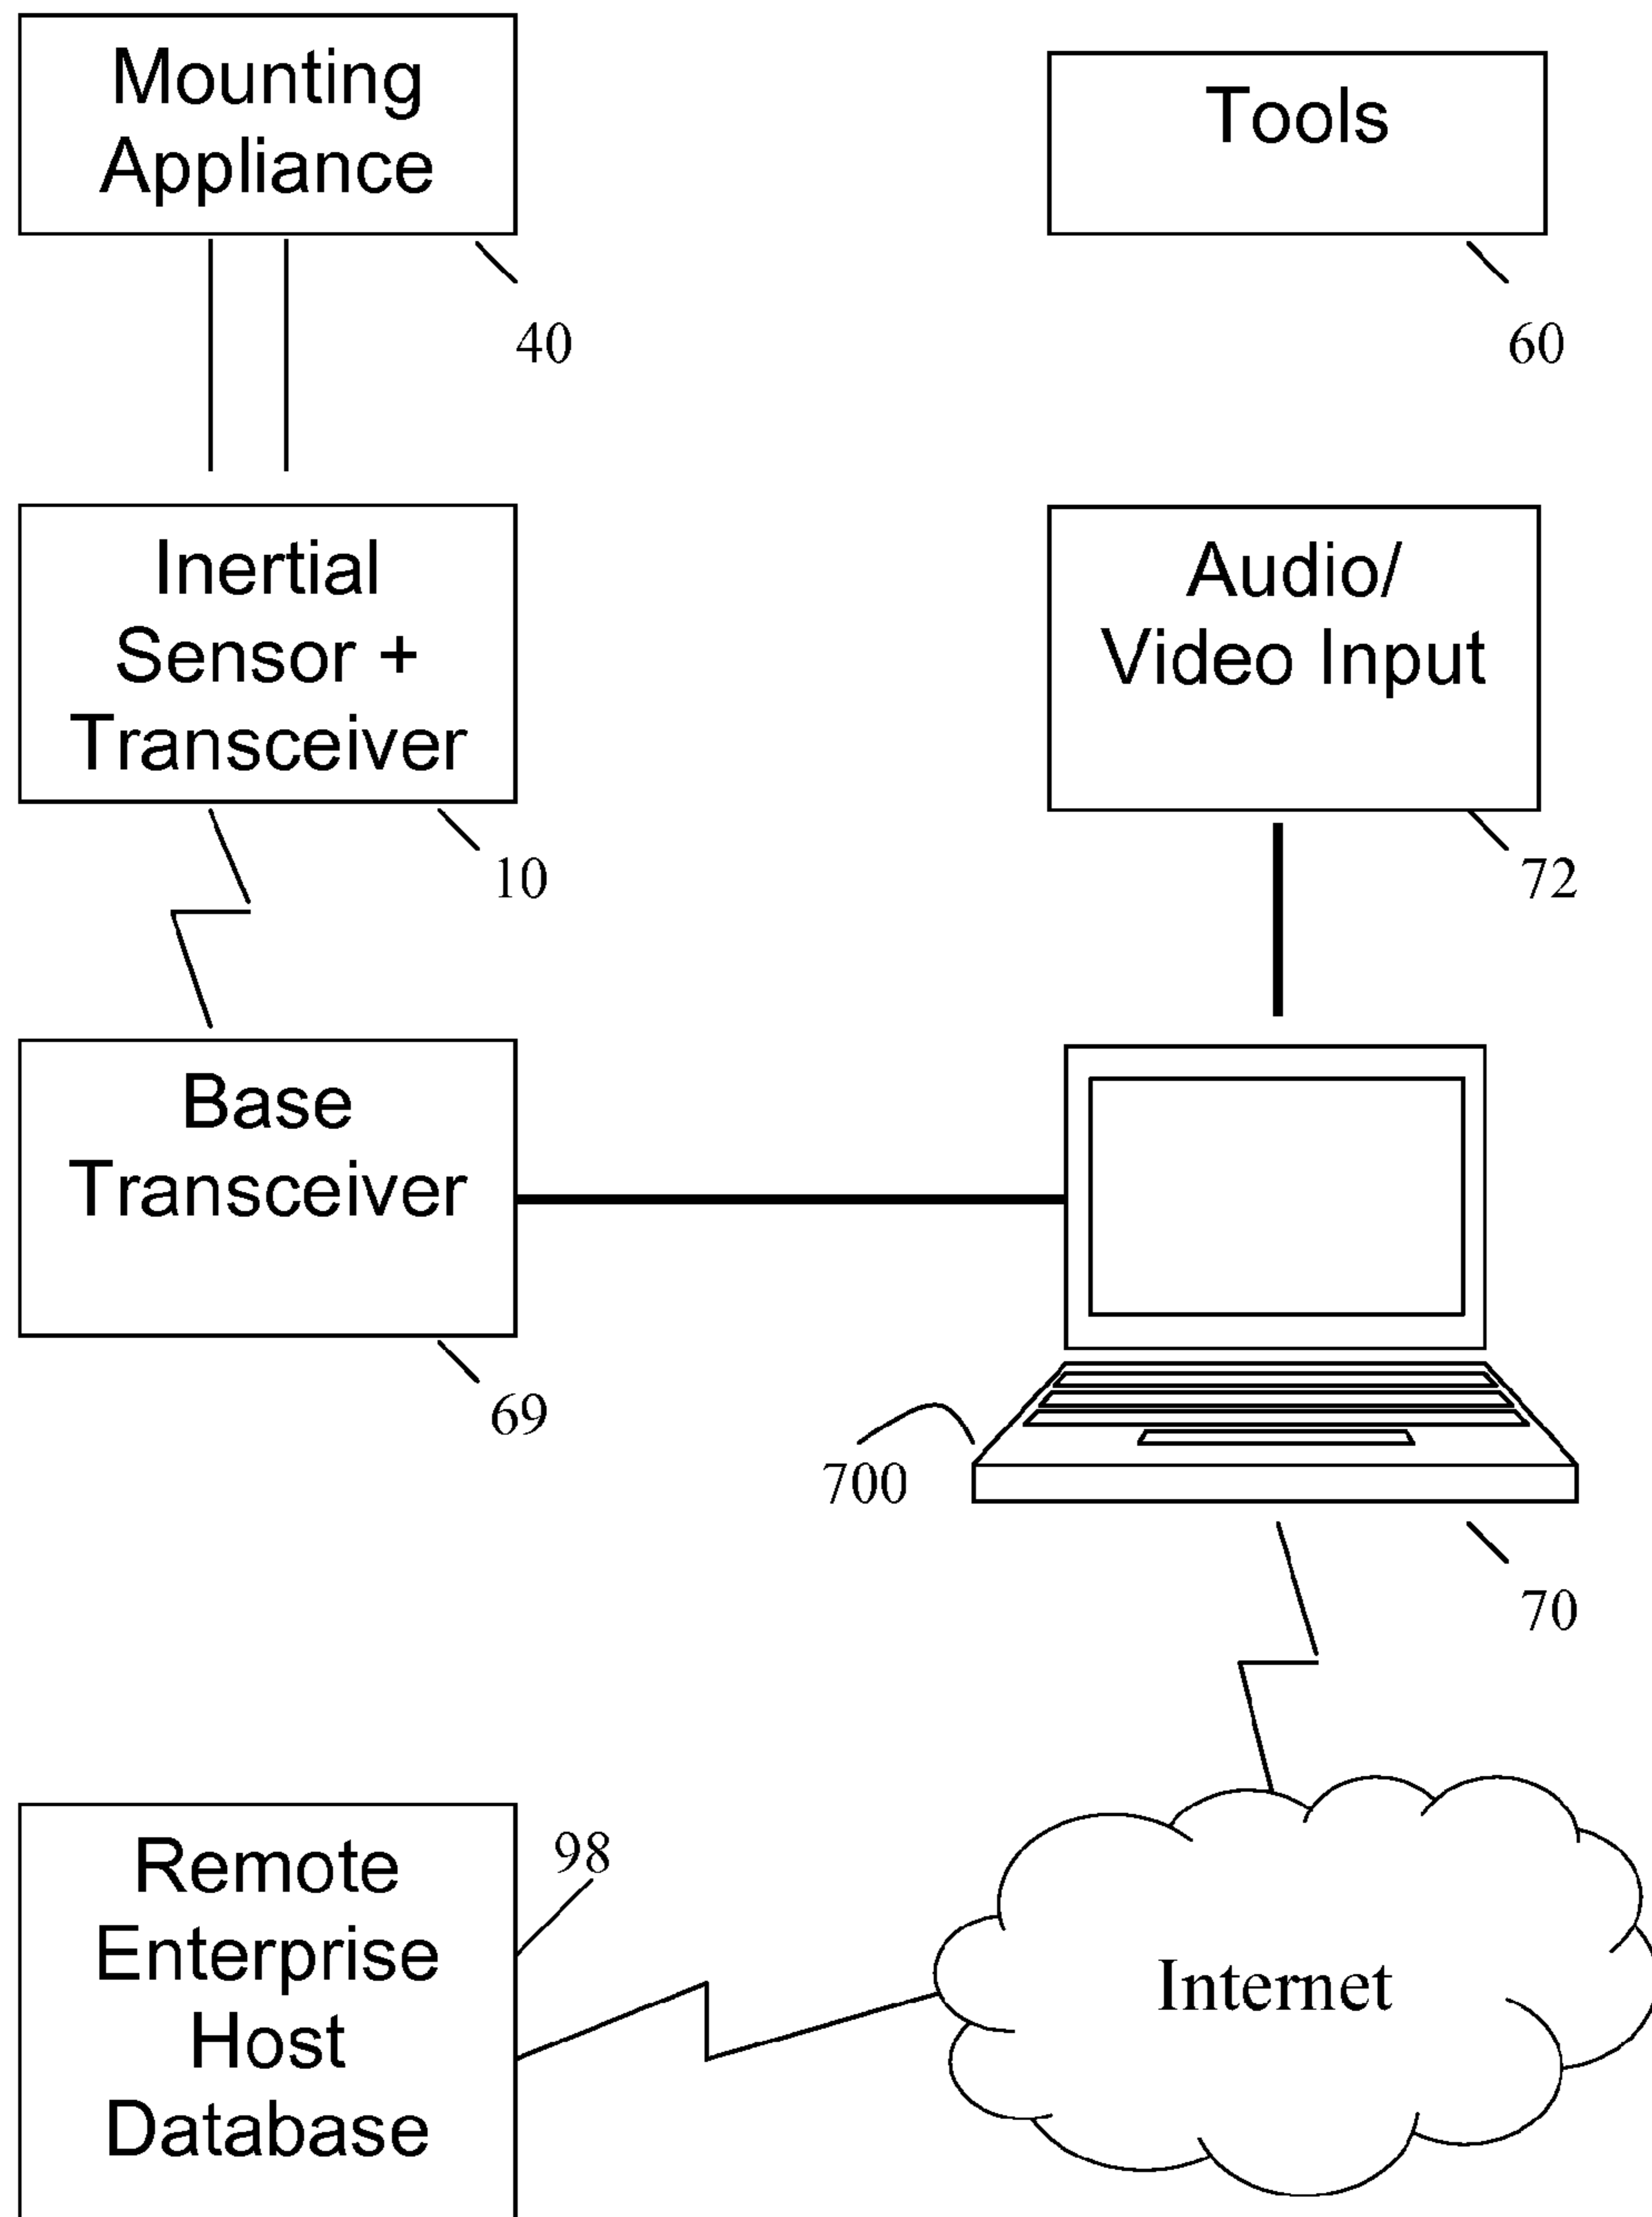 Mounting
Appliance
40
Tools
60
Inertial
Sensor +
Transceiver
10
Audio/
Video Input
72
Base
Transceiver
69
700
70
Remote
Enterprise
Host
Database
98
Internet